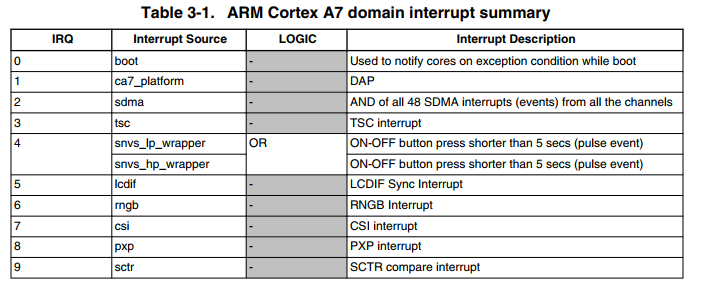 Table 3-1. ARM Cortex A7 domain interrupt summary
IRQ Interrupt Source LOGIC Interrupt Description
0 boot - Used to notify cores on exception condition while boot
1 ca7_platform - DAP
2 sdma - AND of all 48 SDMA interrupts (events) from all the channels
3 tsc - TSC interrupt
4 snvs_lp_wrapper OR ON-OFF button press shorter than 5 secs (pulse event)
snvs_hp_wrapper ON-OFF button press shorter than 5 secs (pulse event)
5 lcdif - LCDIF Sync Interrupt
6 rngb - RNGB Interrupt
7 csi - CSI interrupt
8 pxp - PXP interrupt
9 sctr - SCTR compare interrupt